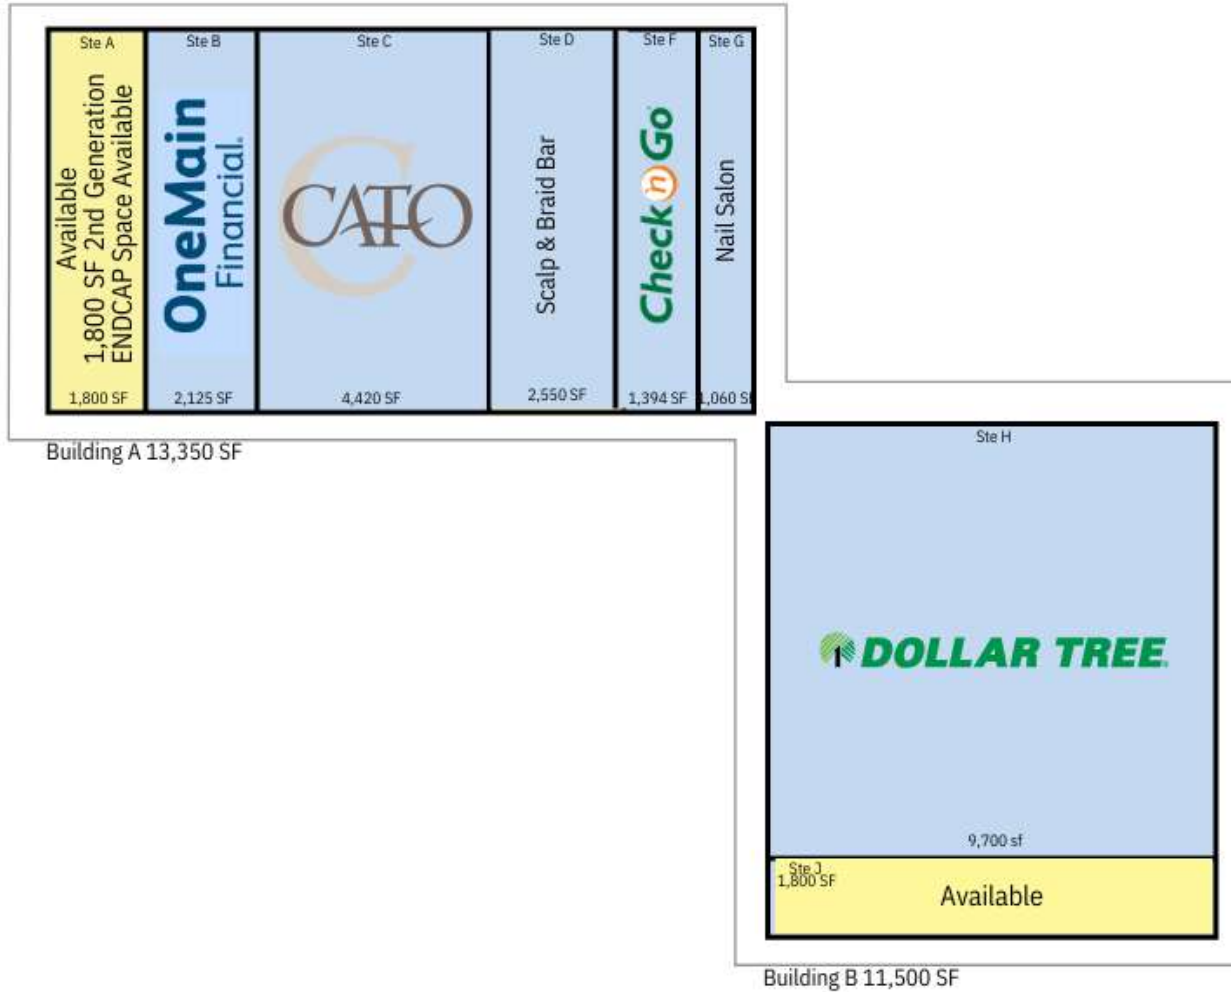 Ste A
Available
1,800 SF 2nd Generation
ENDCAP Space Available
1,800 SF
Ste B
OneMain
Financial.
2,125 SF
Ste C
C
CATO
4,420 SF
Ste D
Scalp & Braid Bar
2,550 SF
Ste F
Check n Go
1,394 SF
Ste G
Nail Salon
1,060 SF
Building A 13,350 SF
Ste H
DOLLAR TREE
9,700 sf
Ste J
1,800 SF
Available
Building B 11,500 SF